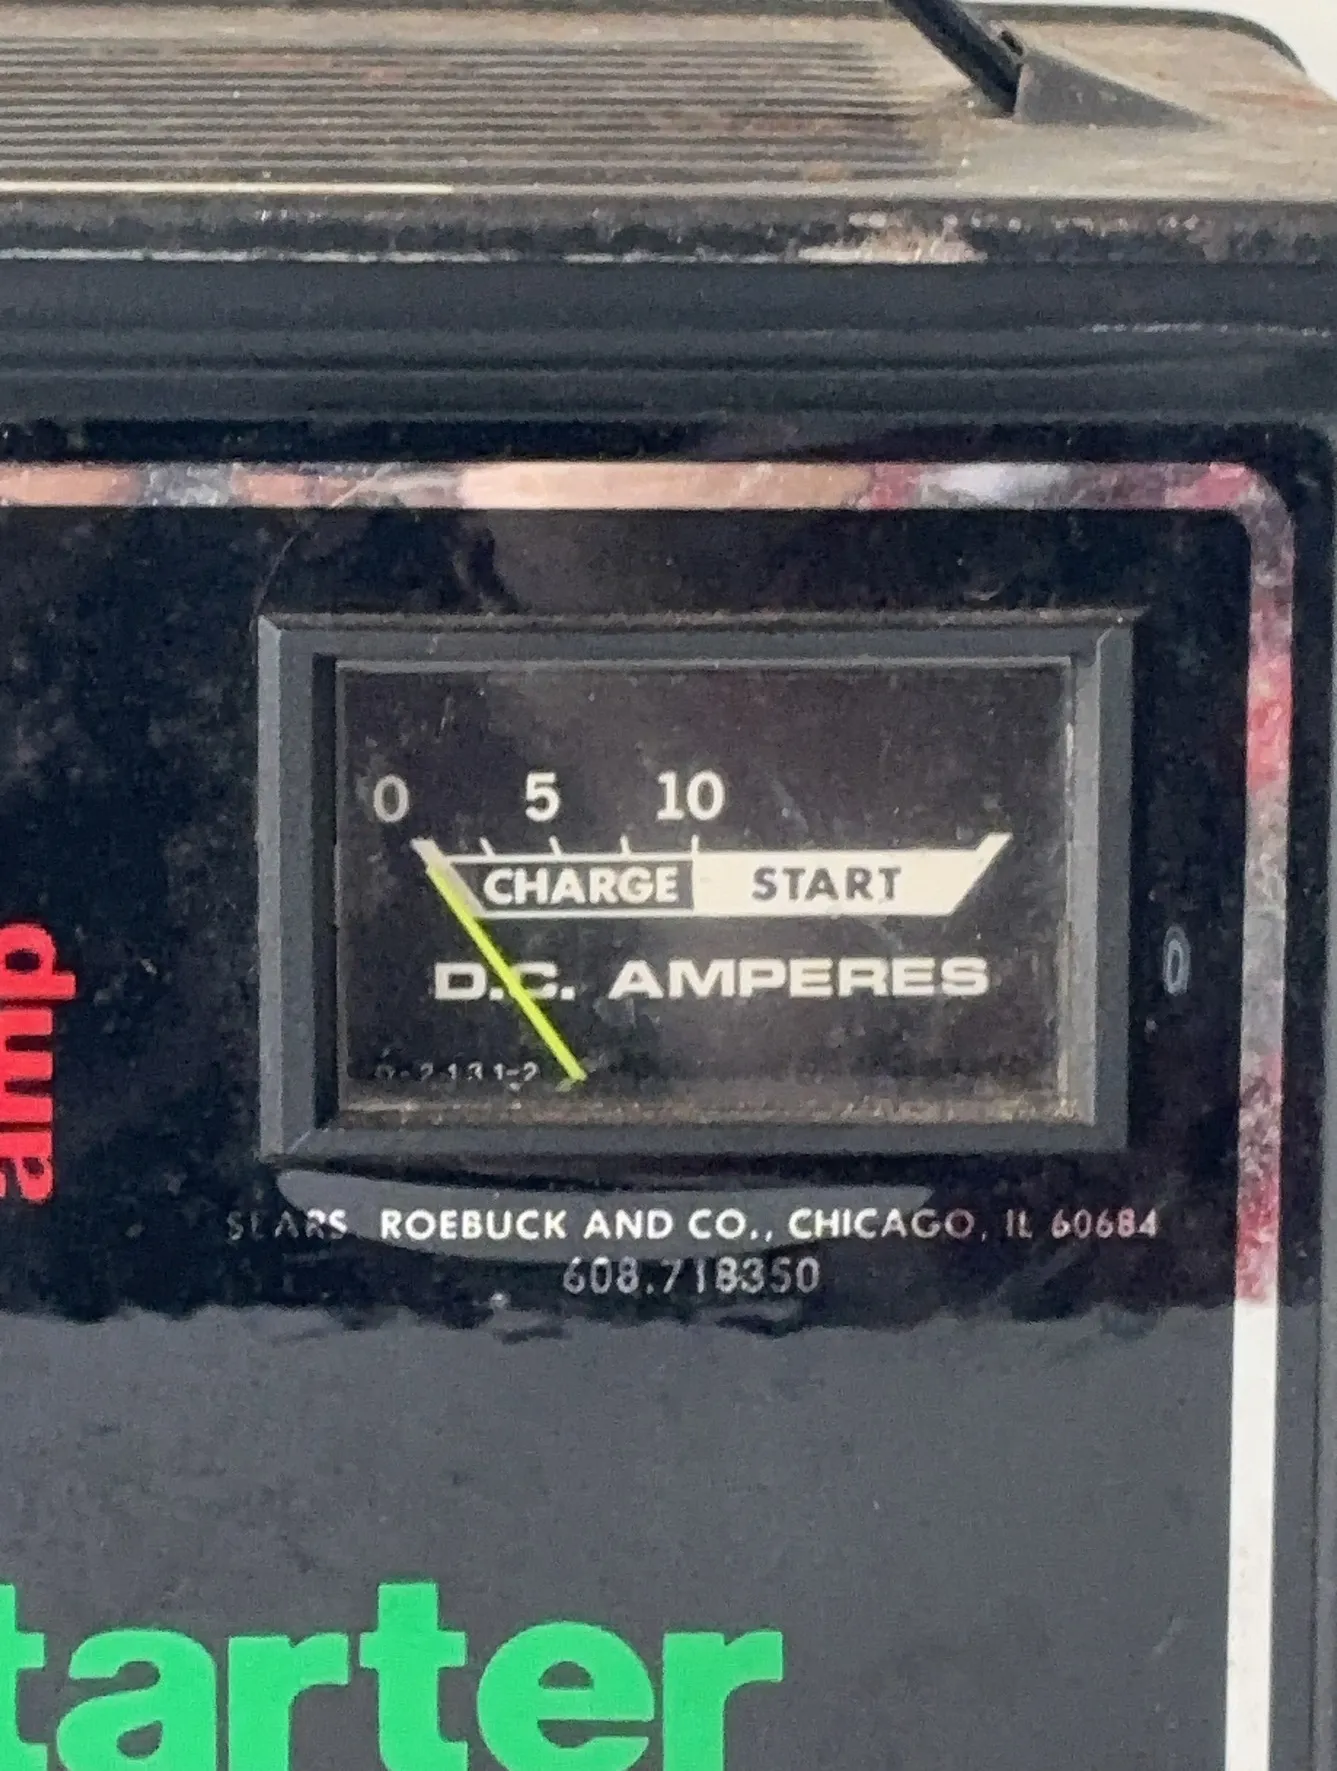 0 5 10
CHARGE START
D.C. AMPERES
amp
SEARS, ROEBUCK AND CO., CHICAGO, IL 60684
608.718350
tarter